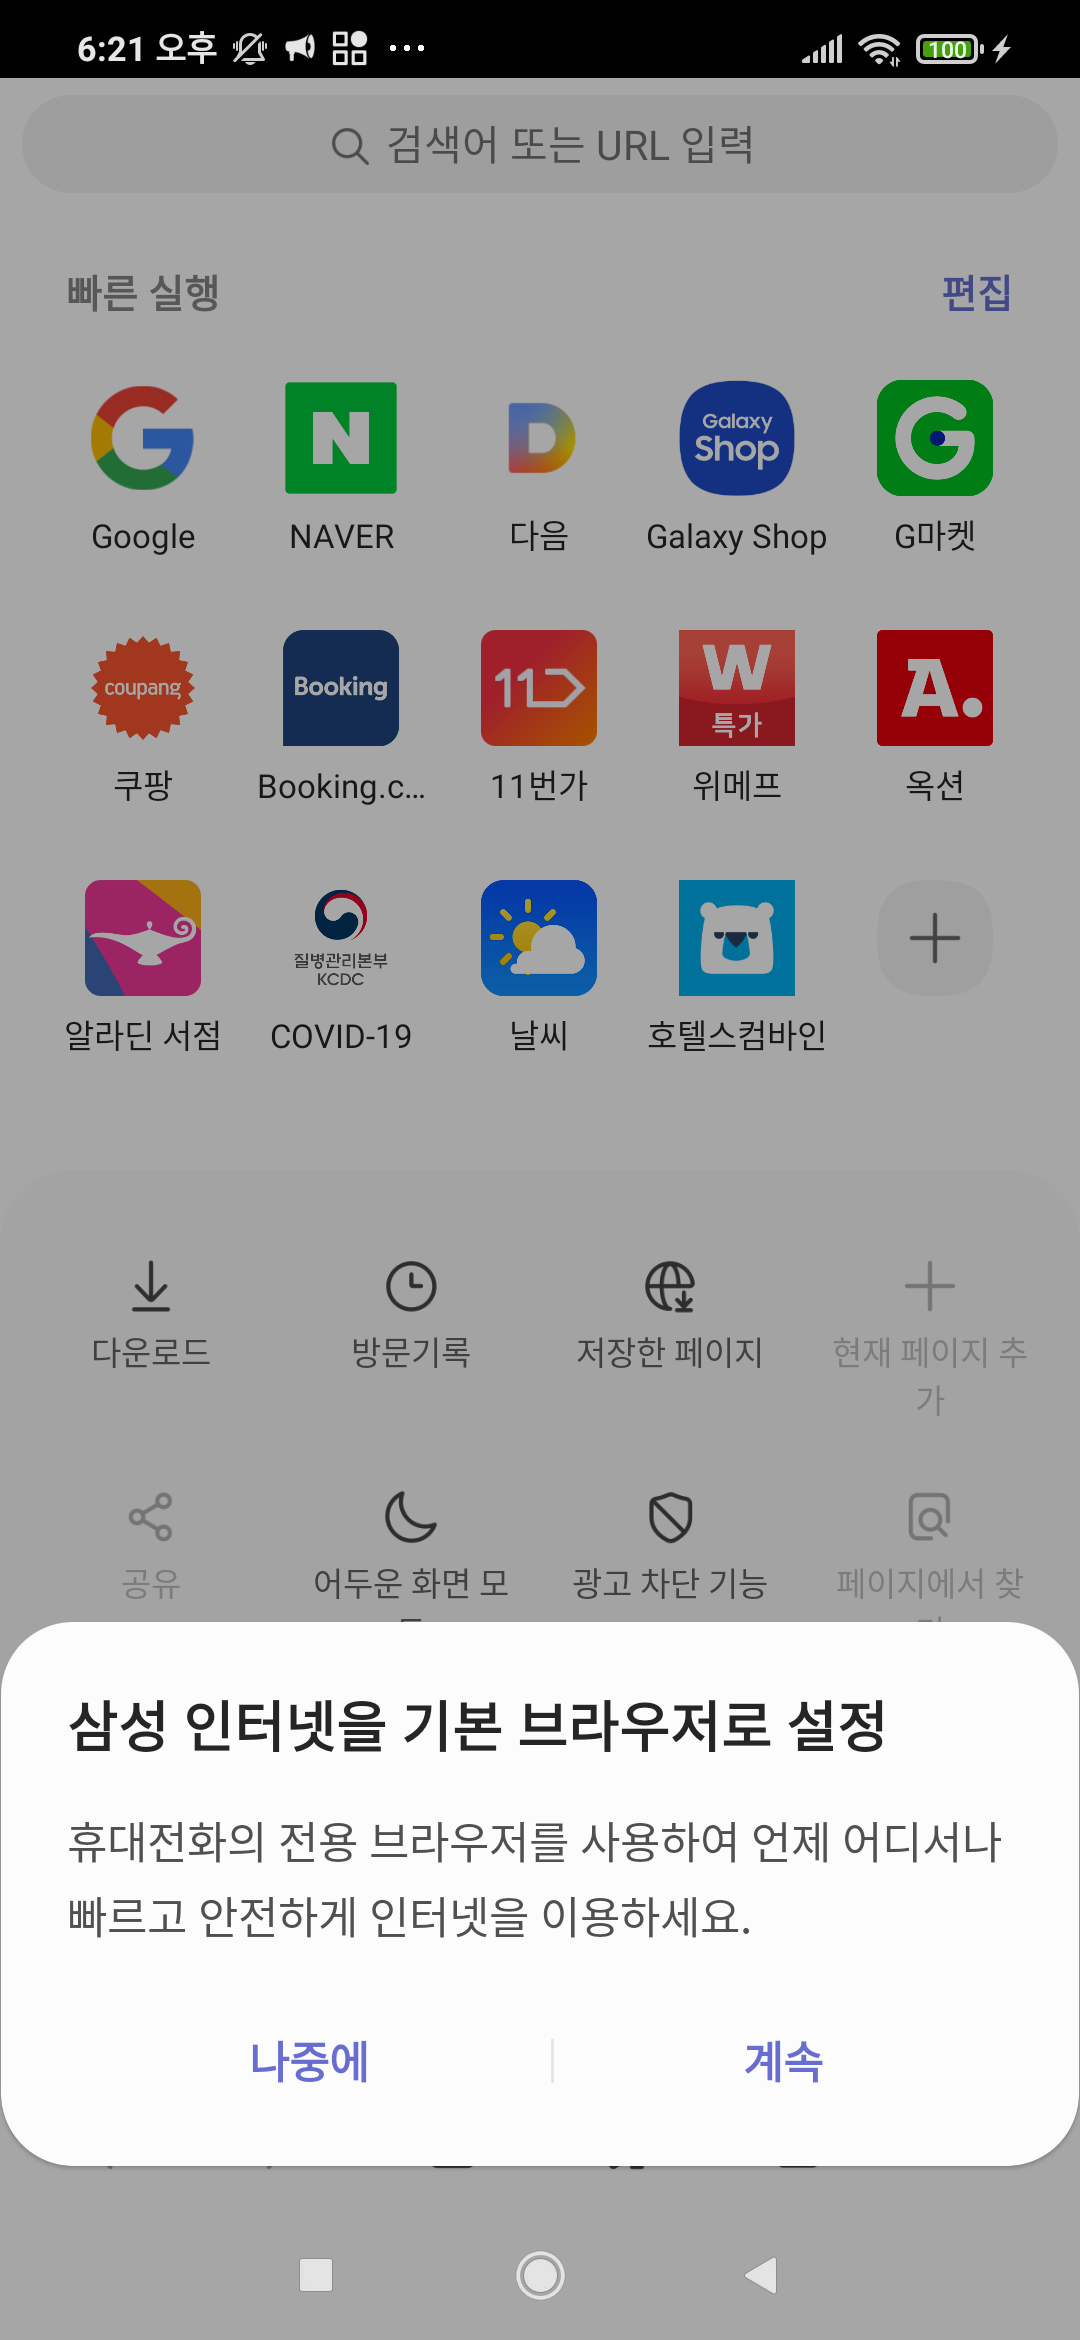 6:21 오후
100
검색어 또는 URL 입력
빠른 실행
편집
N
D
Galaxy
Shop
G
Google
NAVER
다음
Galaxy Shop
G마켓
coupang
Booking
11
W
특가
A.
쿠팡
Booking.c...
11번가
위메프
옥션
질병관리본부
KCDC
알라딘 서점
COVID-19
날씨
호텔스컴바인
다운로드
방문기록
저장한 페이지
현재 페이지 추
가
공유
어두운 화면 모
광고 차단 기능
페이지에서 찾
삼성 인터넷을 기본 브라우저로 설정
휴대전화의 전용 브라우저를 사용하여 언제 어디서나
빠르고 안전하게 인터넷을 이용하세요.
나중에
계속